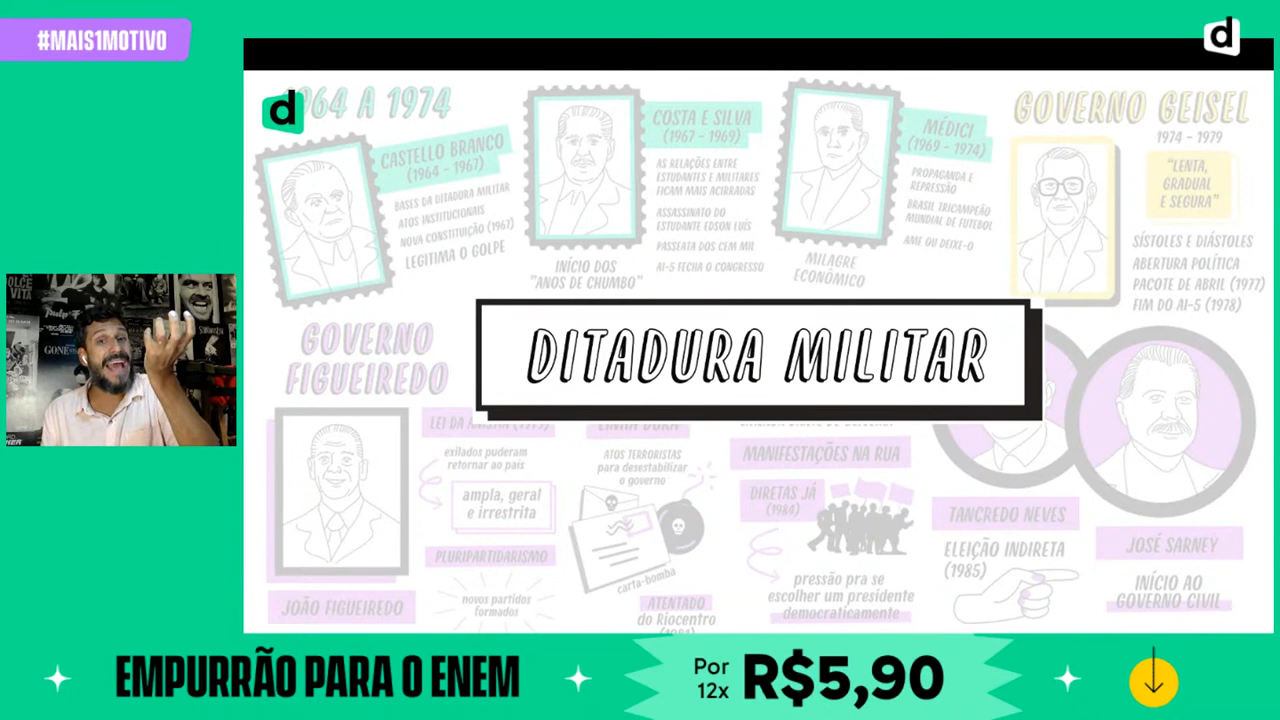 #MAIS1MOTIVO
d
d
964 A 1974
CASTELLO BRANCO
(1964 - 1967)
BASES DA DITADURA MILITAR
ATOS INSTITUCIONAIS
NOVA CONSTITUIÇÃO (1967)
LEGITIMA O GOLPE
COSTA E SILVA
(1967 - 1969)
AS RELAÇÕES ENTRE
ESTUDANTES E MILITARES
FICAM MAIS ACIRRADAS
ASSASSINATO DO
ESTUDANTE EDSON LUÍS
PASSEATA DOS CEM MIL
AI-5 FECHA O CONGRESSO
INÍCIO DOS
"ANOS DE CHUMBO"
MÉDICI
(1969 - 1974)
PROPAGANDA E
REPRESSÃO
BRASIL TRICAMPEÃO
MUNDIAL DE FUTEBOL
AME OU DEIXE-O
MILAGRE
ECONÔMICO
GOVERNO GEISEL
1974 - 1979
"LENTA,
GRADUAL
E SEGURA"
SÍSTOLES E DIÁSTOLES
ABERTURA POLÍTICA
PACOTE DE ABRIL (1977)
FIM DO AI-5 (1978)
DITADURA MILITAR
GOVERNO
FIGUEIREDO
JOÃO FIGUEIREDO
exilados puderam
retornar ao país
ampla, geral
e irrestrita
PLURIPARTIDARISMO
novos partidos
formados
ATOS TERRORISTAS
para desestabilizar
o governo
carta-bomba
ATENTADO
do Riocentro
MANIFESTAÇÕES NA RUA
DIRETAS JÁ
(1984)
pressão pra se
escolher um presidente
democraticamente
TANCREDO NEVES
ELEIÇÃO INDIRETA
(1985)
JOSÉ SARNEY
INÍCIO AO
GOVERNO CIVIL
DOLCE
VITA
GONE
EMPURRÃO PARA O ENEM
Por
12x
R$5,90